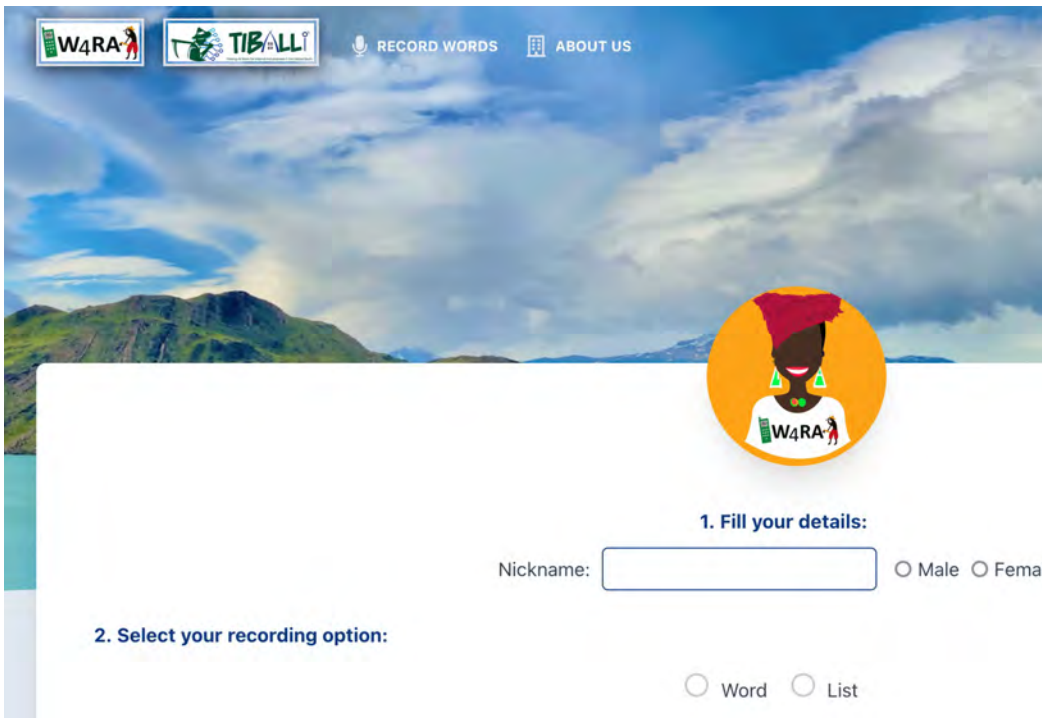 W4RA TIBALLI RECORD WORDS ABOUT US
W4RA
1. Fill your details:
Nickname: Male Fema
2. Select your recording option:
Word List